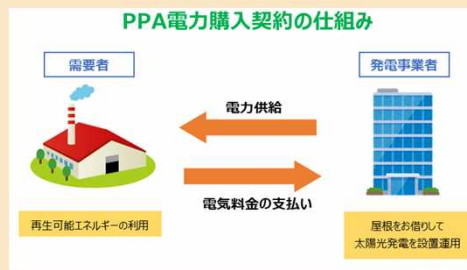 PPA電力購入契約の仕組み
需要者
発電事業者
電力供給
電気料金の支払い
再生可能エネルギーの利用
屋根をお借りして
太陽光発電を設置運用